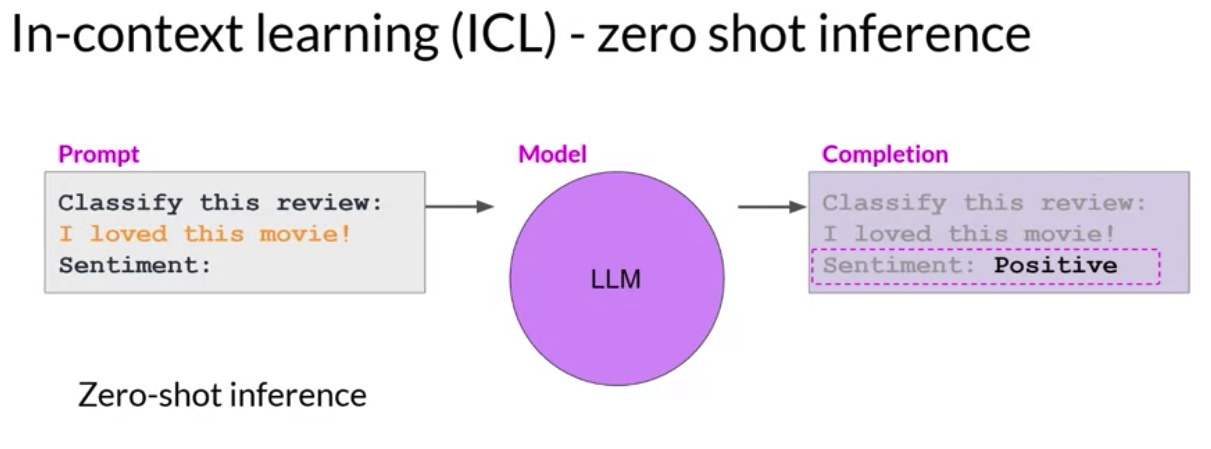 In-context learning (ICL) - zero shot inference
Prompt
Classify this review:
I loved this movie!
Sentiment:
Model
LLM
Completion
Classify this review:
I loved this movie!
Sentiment: Positive
Zero-shot inference